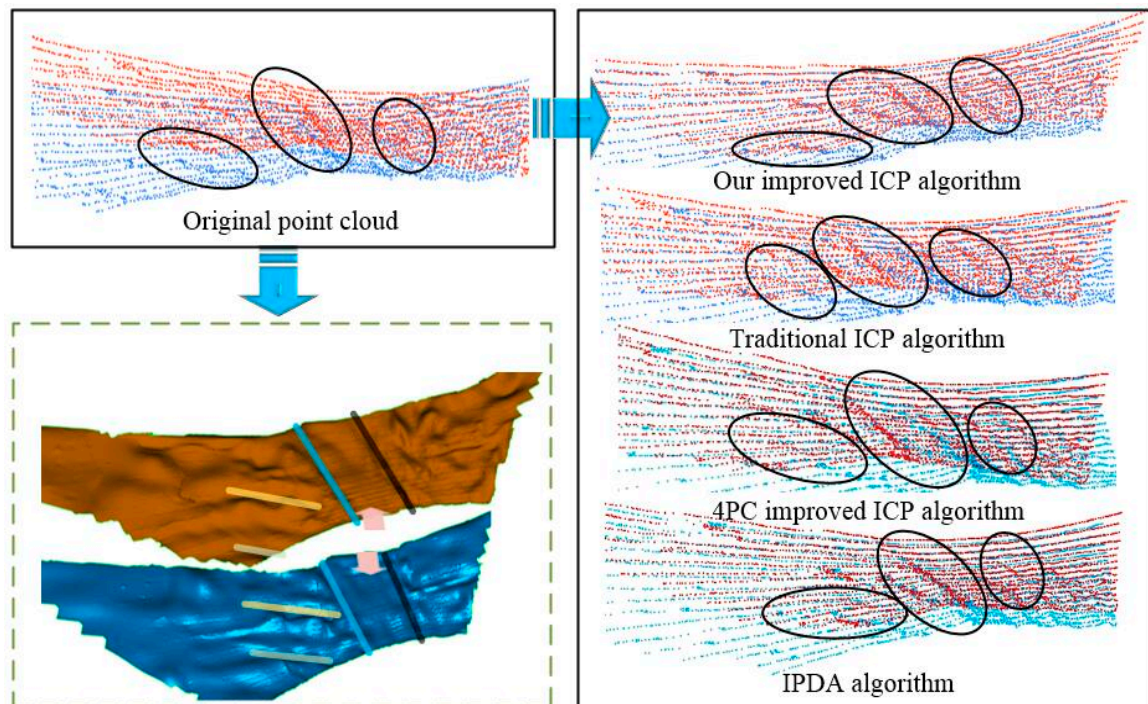 Original point cloud
Our improved ICP algorithm
Traditional ICP algorithm
4PC improved ICP algorithm
IPDA algorithm